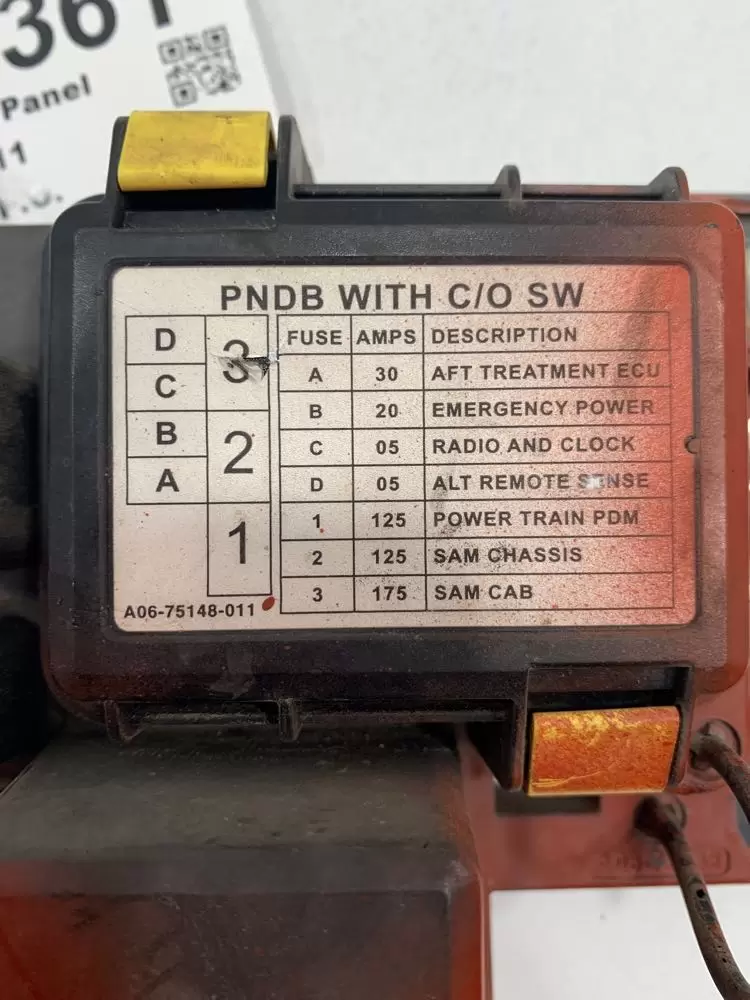 361
Panel
11
PNDB WITH C/O SW
D
C
B
A
3
2
1
FUSE AMPS DESCRIPTION
A 30 AFT TREATMENT ECU
B 20 EMERGENCY POWER
C 05 RADIO AND CLOCK
D 05 ALT REMOTE SENSE
1 125 POWER TRAIN PDM
2 125 SAM CHASSIS
3 175 SAM CAB
A06-75148-011